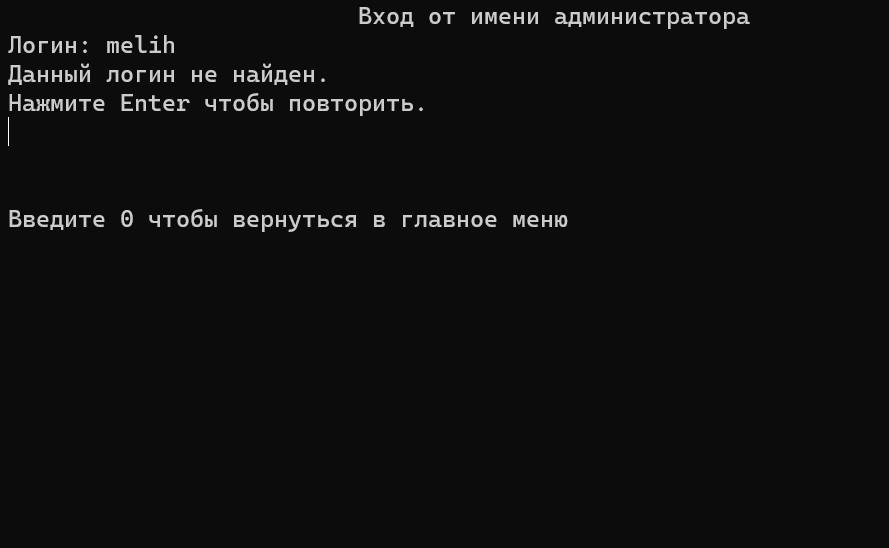 Вход от имени администратора
Логин: melih
Данный логин не найден.
Нажмите Enter чтобы повторить.
Введите 0 чтобы вернуться в главное меню